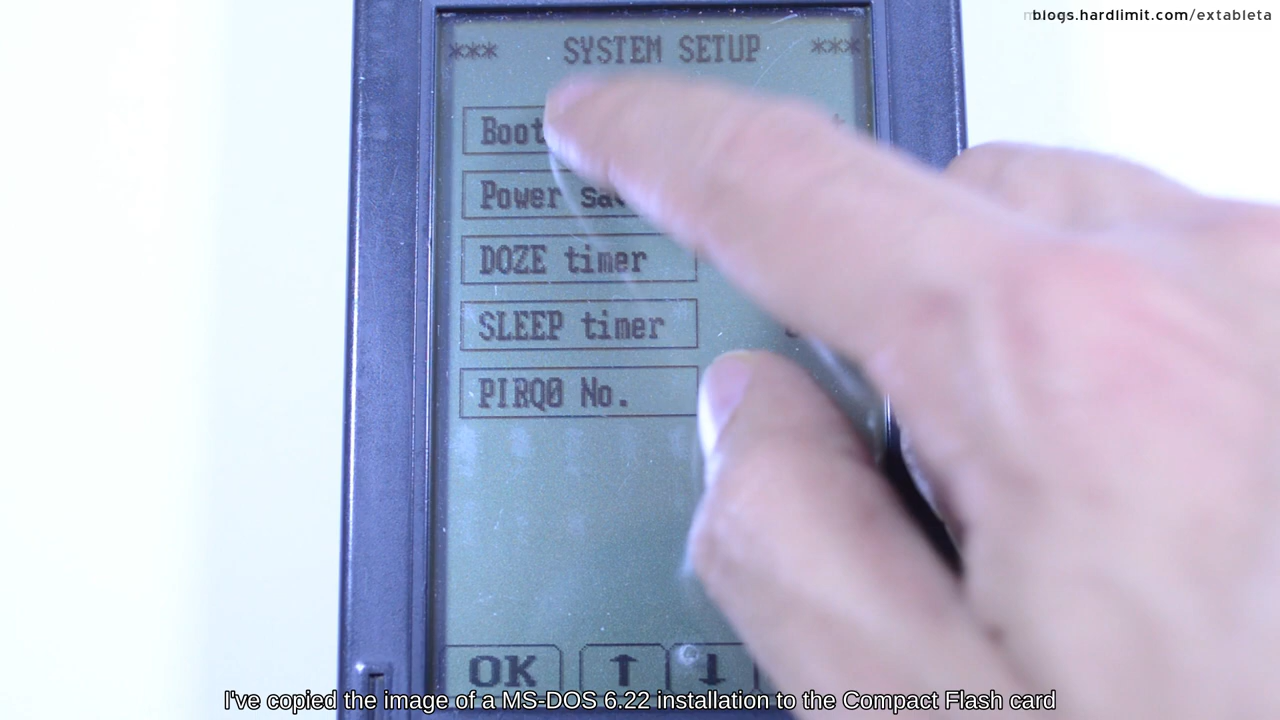 blogs.hardlimit.com/extableta
*** SYSTEM SETUP ***
Boot
Power
DOZE timer
SLEEP timer
PIRQ0 No.
OK ↑ ↓
I've copied the image of a MS-DOS 6.22 installation to the Compact Flash card